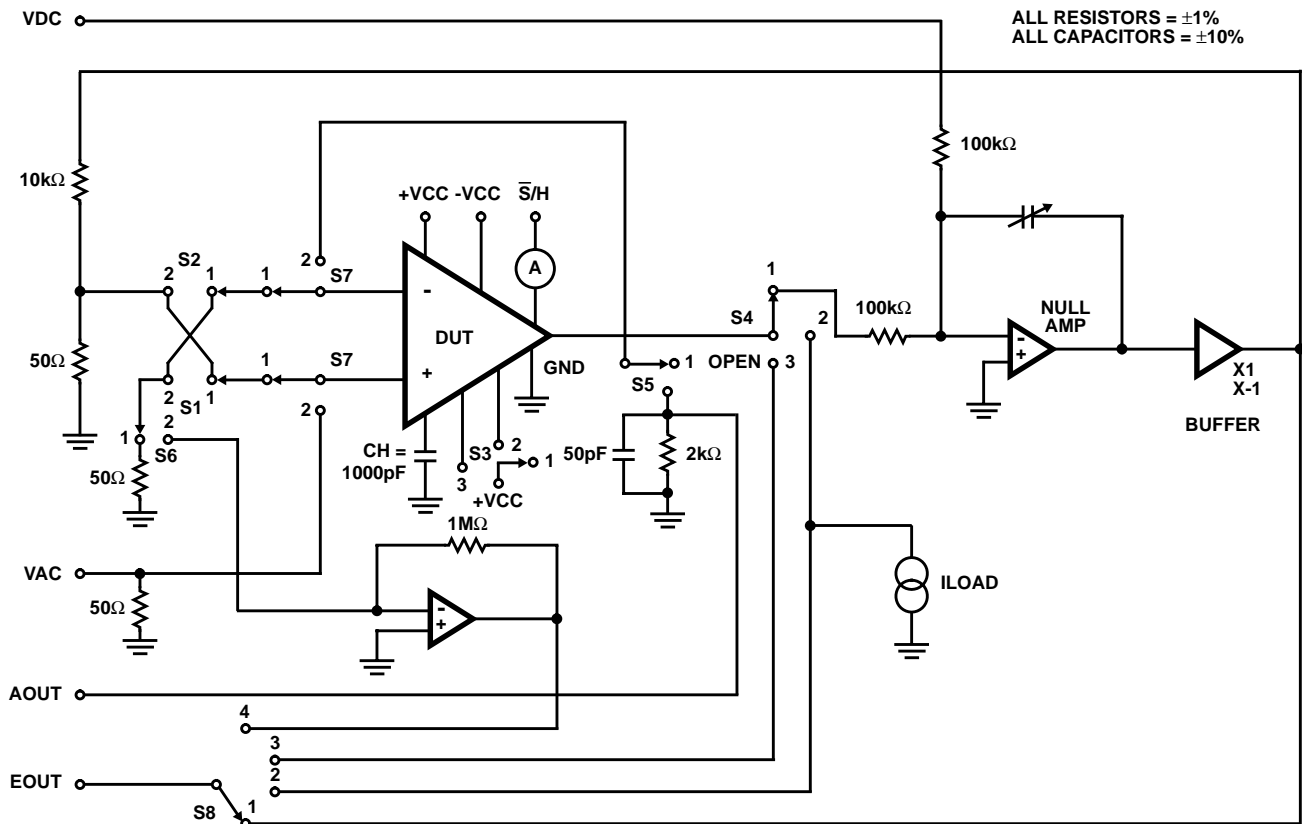 VDC
ALL RESISTORS = ±1%
ALL CAPACITORS = ±10%
100kΩ
10kΩ
+VCC
-VCC
S̅/H
A
S2
2
1
1
2
S7
-
DUT
+
GND
S4
1
2
OPEN
3
100kΩ
NULL
AMP
-
+
X1
X-1
BUFFER
50Ω
2
S1
1
1
S7
2
1
2
S6
50Ω
CH =
1000pF
3
S3
2
1
+VCC
S5
1
50pF
2kΩ
1MΩ
-
+
ILOAD
VAC
50Ω
AOUT
4
3
2
EOUT
S8
1